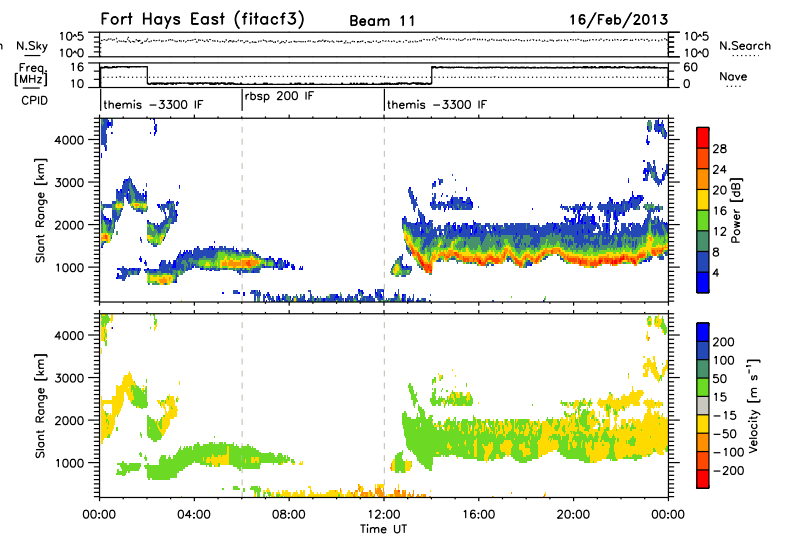 Fort Hays East (fitacf3) Beam 11 16/Feb/2013
n N.Sky 10^5 10^0 10^5 10^0 N.Search
Freq. [MHz] 16 10 60 0 Nave
CPID themis -3300 IF rbsp 200 IF themis -3300 IF
Slant Range [km]
4000
3000
2000
1000
Power [dB]
28
24
20
16
12
8
4
Slant Range [km]
4000
3000
2000
1000
Velocity [m s⁻¹]
200
100
50
15
-15
-50
-100
-200
00:00 04:00 08:00 12:00 16:00 20:00 00:00
Time UT